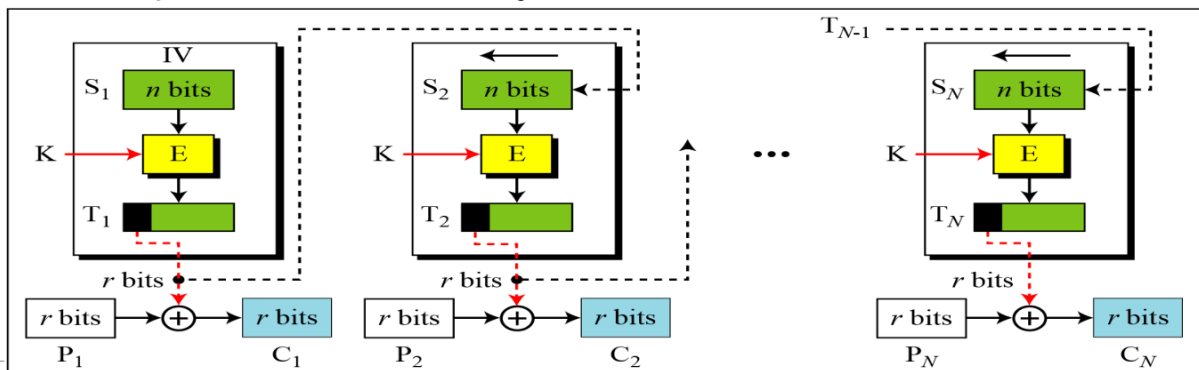 IV
T_{N-1}
S_1 n bits
S_2 n bits
S_N n bits
K E
K E
K E
T_1
T_2
T_N
r bits
r bits
r bits
r bits + r bits
r bits + r bits
r bits + r bits
P_1 C_1
P_2 C_2
P_N C_N